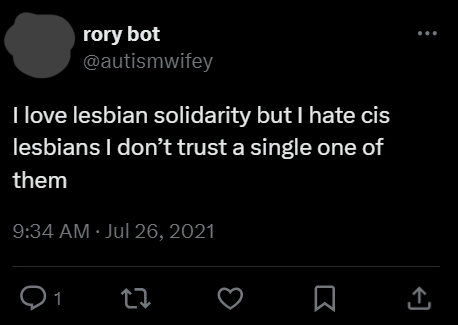 rory bot
@autismwifey
I love lesbian solidarity but I hate cis
lesbians I don’t trust a single one of
them
9:34 AM · Jul 26, 2021
1